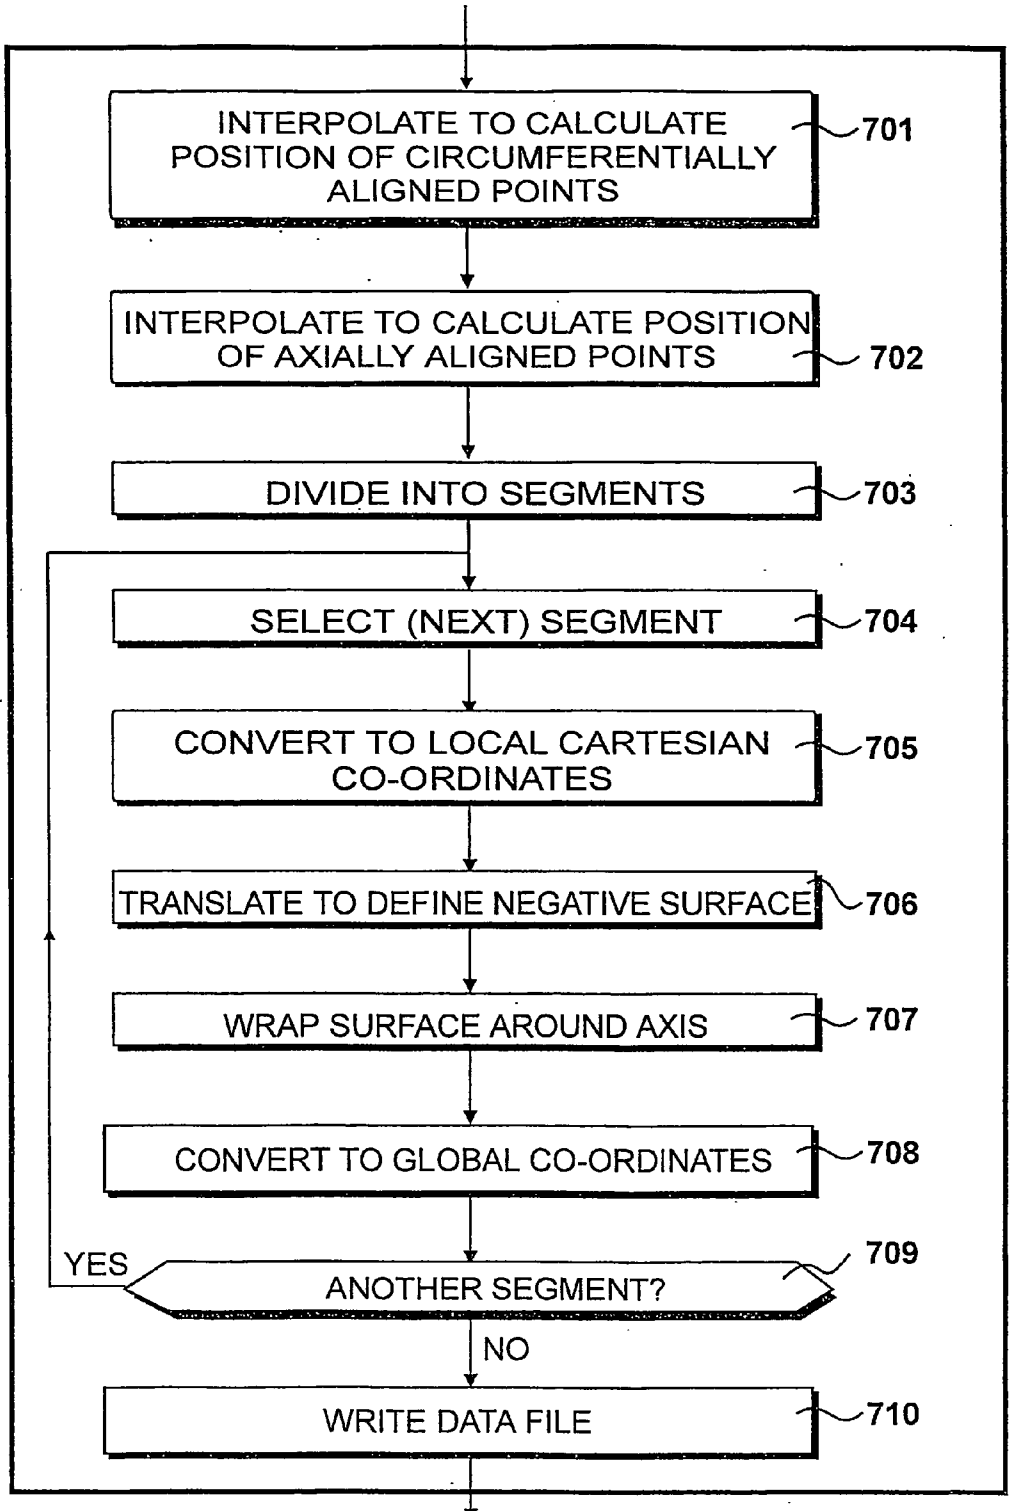 INTERPOLATE TO CALCULATE
POSITION OF CIRCUMFERENTIALLY
ALIGNED POINTS
701
INTERPOLATE TO CALCULATE POSITION
OF AXIALLY ALIGNED POINTS
702
DIVIDE INTO SEGMENTS
703
SELECT (NEXT) SEGMENT
704
CONVERT TO LOCAL CARTESIAN
CO-ORDINATES
705
TRANSLATE TO DEFINE NEGATIVE SURFACE
706
WRAP SURFACE AROUND AXIS
707
CONVERT TO GLOBAL CO-ORDINATES
708
YES
ANOTHER SEGMENT?
709
NO
WRITE DATA FILE
710